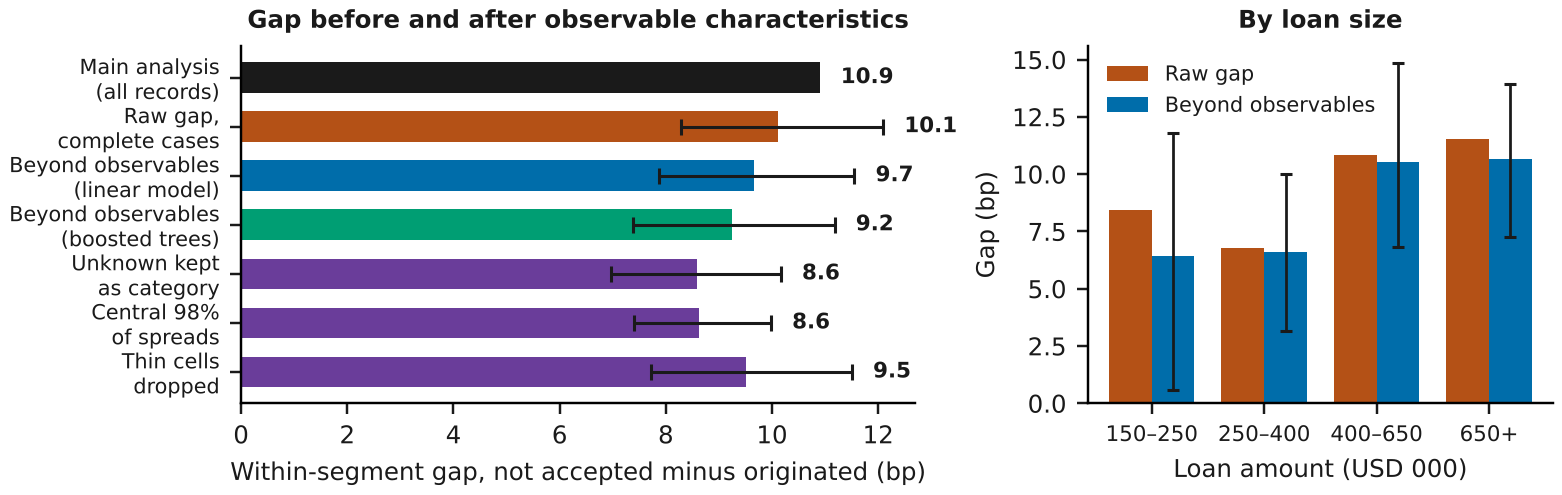 Gap before and after observable characteristics
Main analysis
(all records)
10.9
Raw gap,
complete cases
10.1
Beyond observables
(linear model)
9.7
Beyond observables
(boosted trees)
9.2
Unknown kept
as category
8.6
Central 98%
of spreads
8.6
Thin cells
dropped
9.5
0 2 4 6 8 10 12
Within-segment gap, not accepted minus originated (bp)
By loan size
Raw gap
Beyond observables
Gap (bp)
15.0
12.5
10.0
7.5
5.0
2.5
0.0
150–250 250–400 400–650 650+
Loan amount (USD 000)